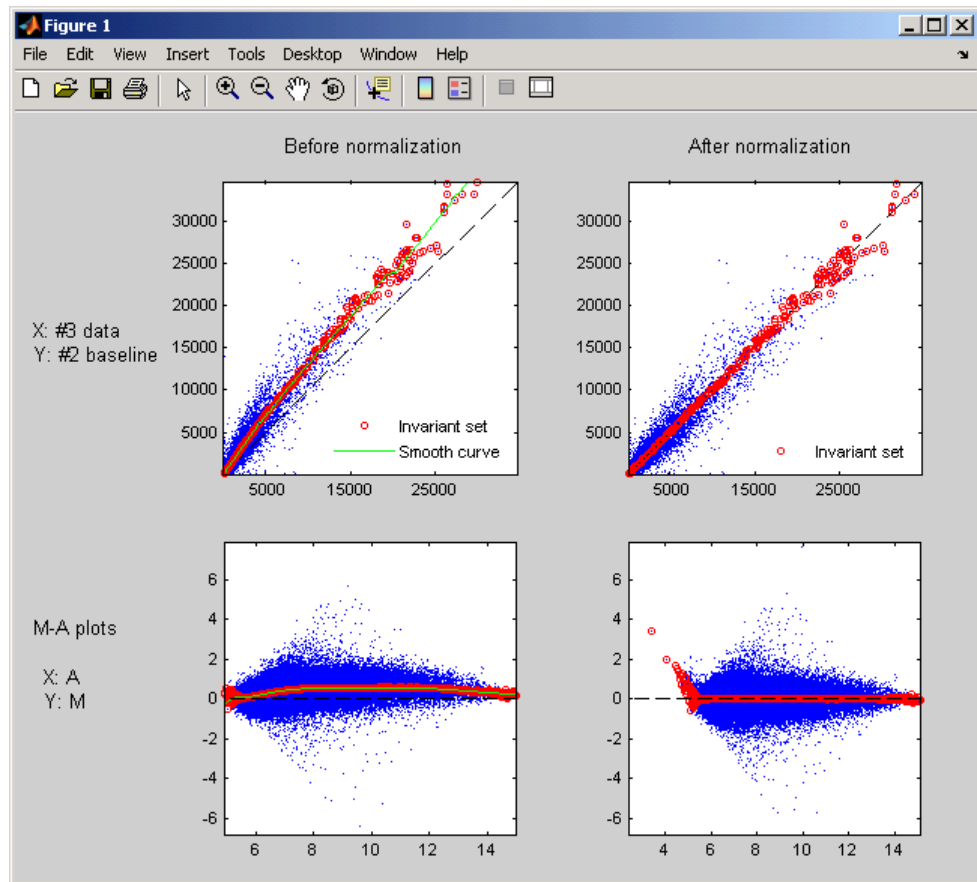 Figure 1
File Edit View Insert Tools Desktop Window Help
Before normalization
After normalization
X: #3 data
Y: #2 baseline
30000
25000
20000
15000
10000
5000
Invariant set
Smooth curve
5000 15000 25000
30000
25000
20000
15000
10000
5000
Invariant set
5000 15000 25000
M-A plots
X: A
Y: M
6
4
2
0
-2
-4
-6
6 8 10 12 14
6
4
2
0
-2
-4
-6
4 6 8 10 12 14